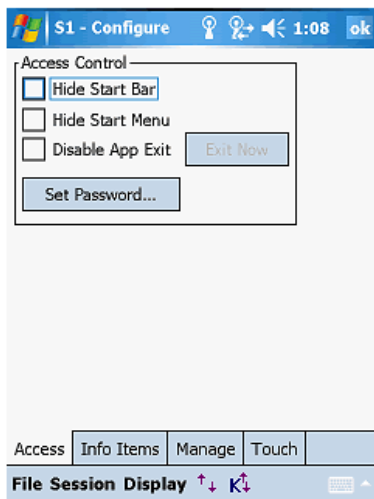 S1 - Configure 1:08 ok
Access Control
Hide Start Bar
Hide Start Menu
Disable App Exit Exit Now
Set Password...
Access Info Items Manage Touch
File Session Display K